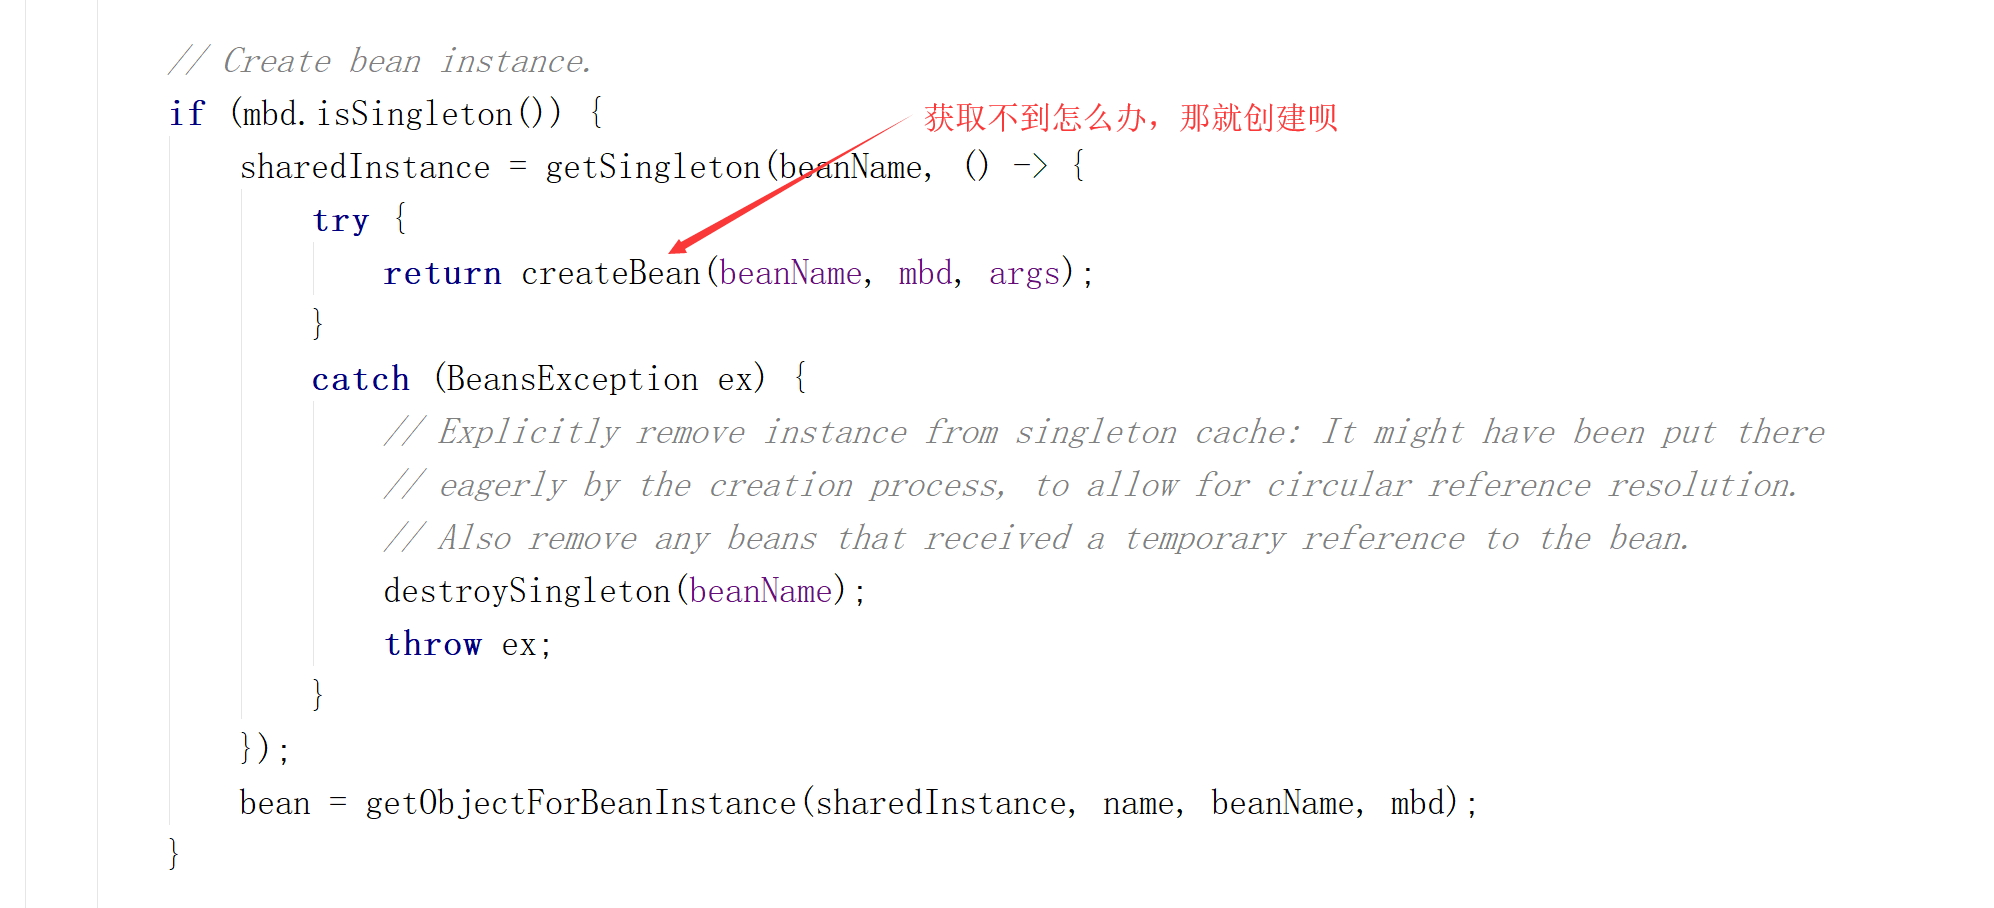 // Create bean instance.
if (mbd.isSingleton()) {
获取不到怎么办，那就创建呗
sharedInstance = getSingleton(beanName, () -> {
try {
return createBean(beanName, mbd, args);
}
catch (BeansException ex) {
// Explicitly remove instance from singleton cache: It might have been put there
// eagerly by the creation process, to allow for circular reference resolution.
// Also remove any beans that received a temporary reference to the bean.
destroySingleton(beanName);
throw ex;
}
});
bean = getObjectForBeanInstance(sharedInstance, name, beanName, mbd);
}